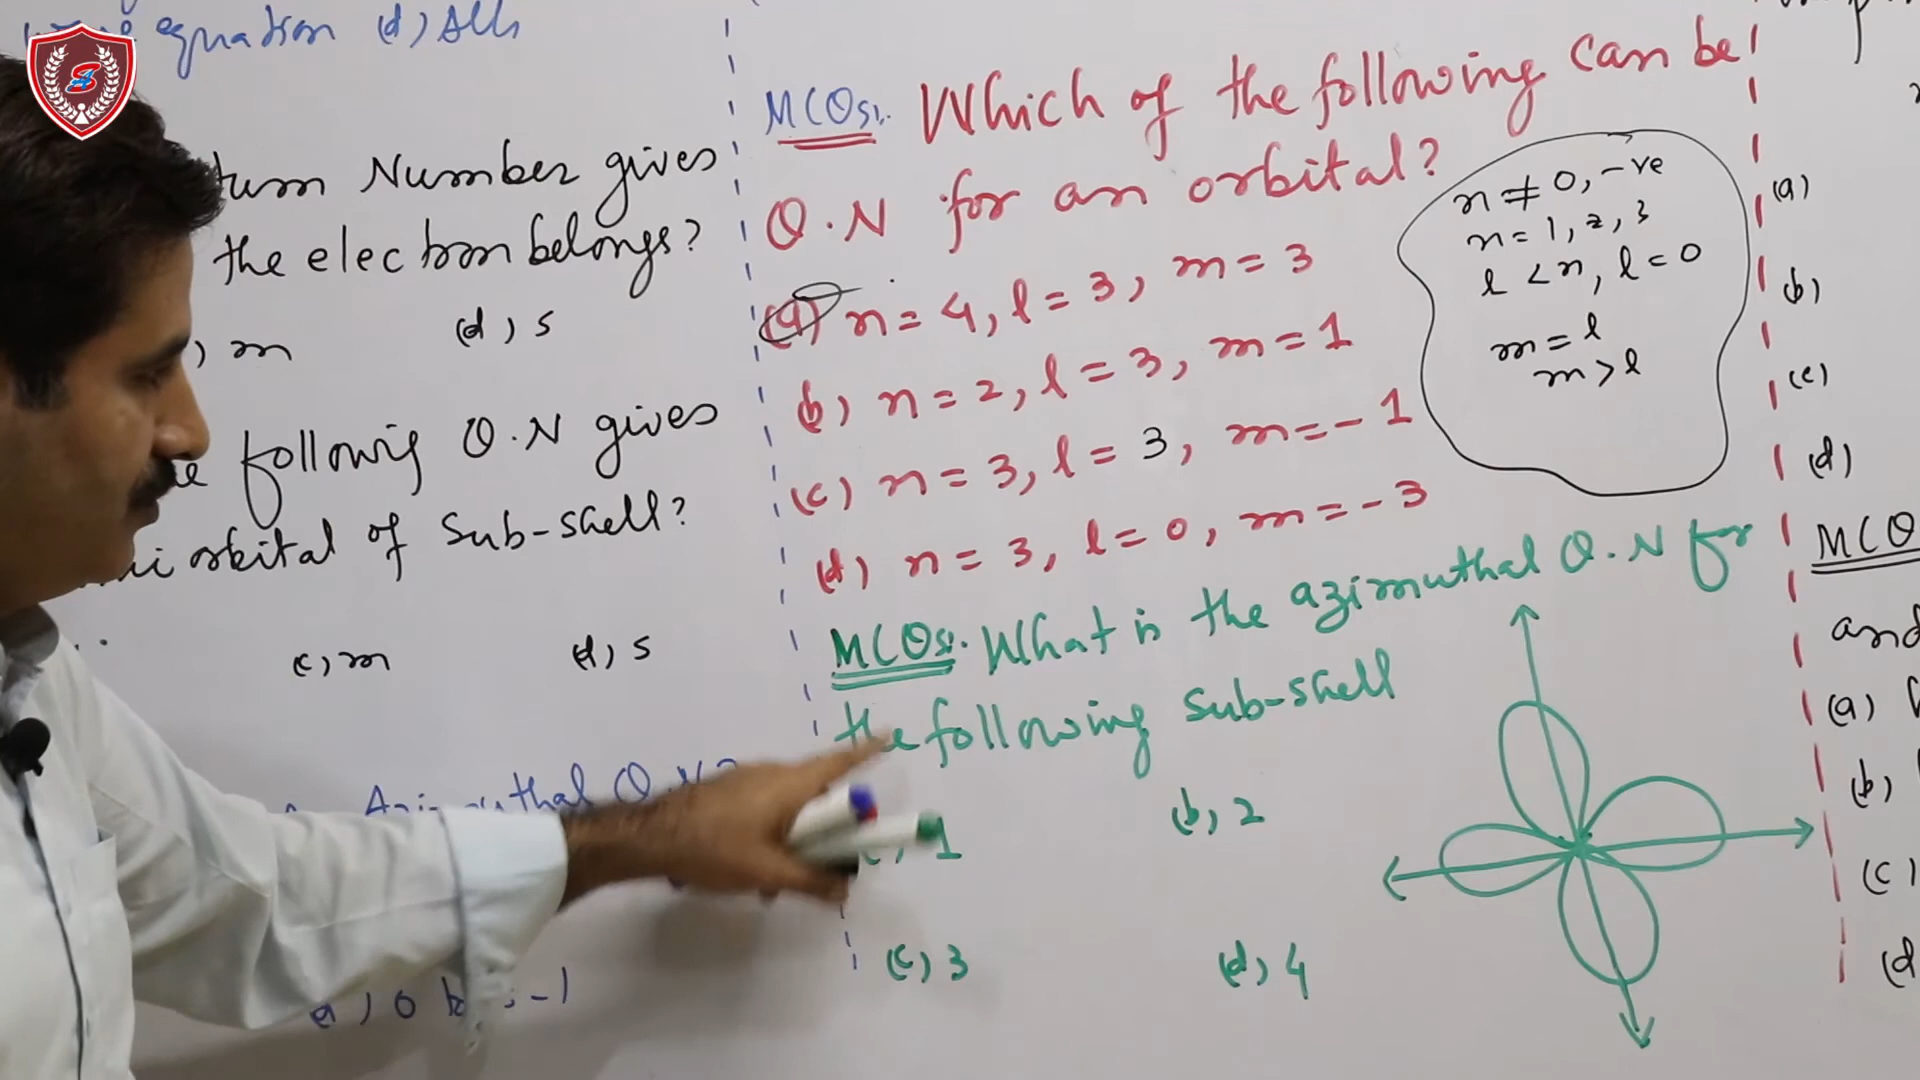 equation (d) All
Number gives
the electron belongs?
) m (d), s
following Q.N gives
orbital of Sub-shell?
(c), m (d), s
Azimuthal Q.N?
a) 0 b -1
MCQs:. Which of the following can be
Q.N for an orbital?
(a) n = 4, l = 3, m = 3
(b) n = 2, l = 3, m = 1
(c) n = 3, l = 3, m = - 1
(d) n = 3, l = 0, m = - 3
n ≠ 0, -ve
n = 1, 2, 3
l < n, l = 0
m = l
m > l
MCQs:. What is the azimuthal Q.N for
the following Sub-shell
1 (b), 2
(c), 3 (d), 4
(a)
(b)
(c)
(d)
MCQ
and
(a)
(b)
(c)
(d